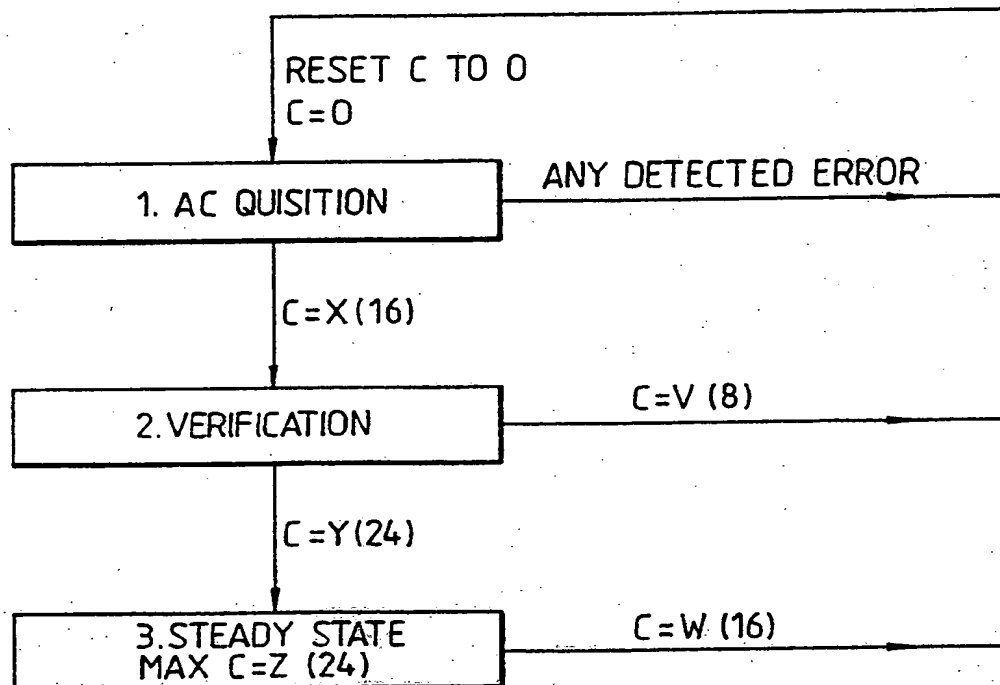 RESET C TO 0
C=0
1. AC QUISITION
ANY DETECTED ERROR
C=X(16)
2. VERIFICATION
C=V (8)
C=Y(24)
3. STEADY STATE
MAX C=Z (24)
C=W (16)